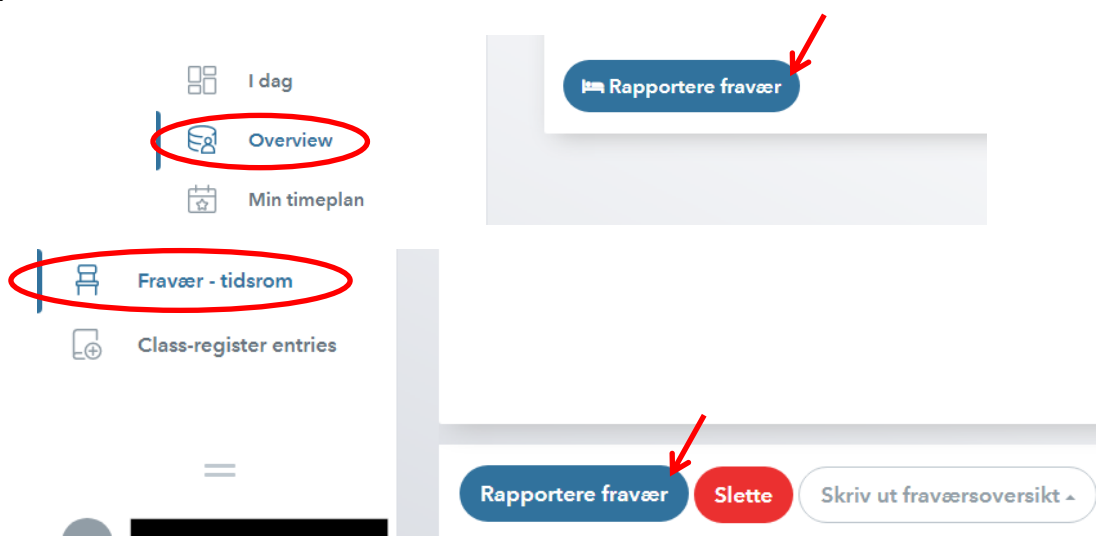 I dag
Overview
Min timeplan
Rapportere fravær
Fravær - tidsrom
Class-register entries
Rapportere fravær
Slette
Skriv ut fraværsoversikt